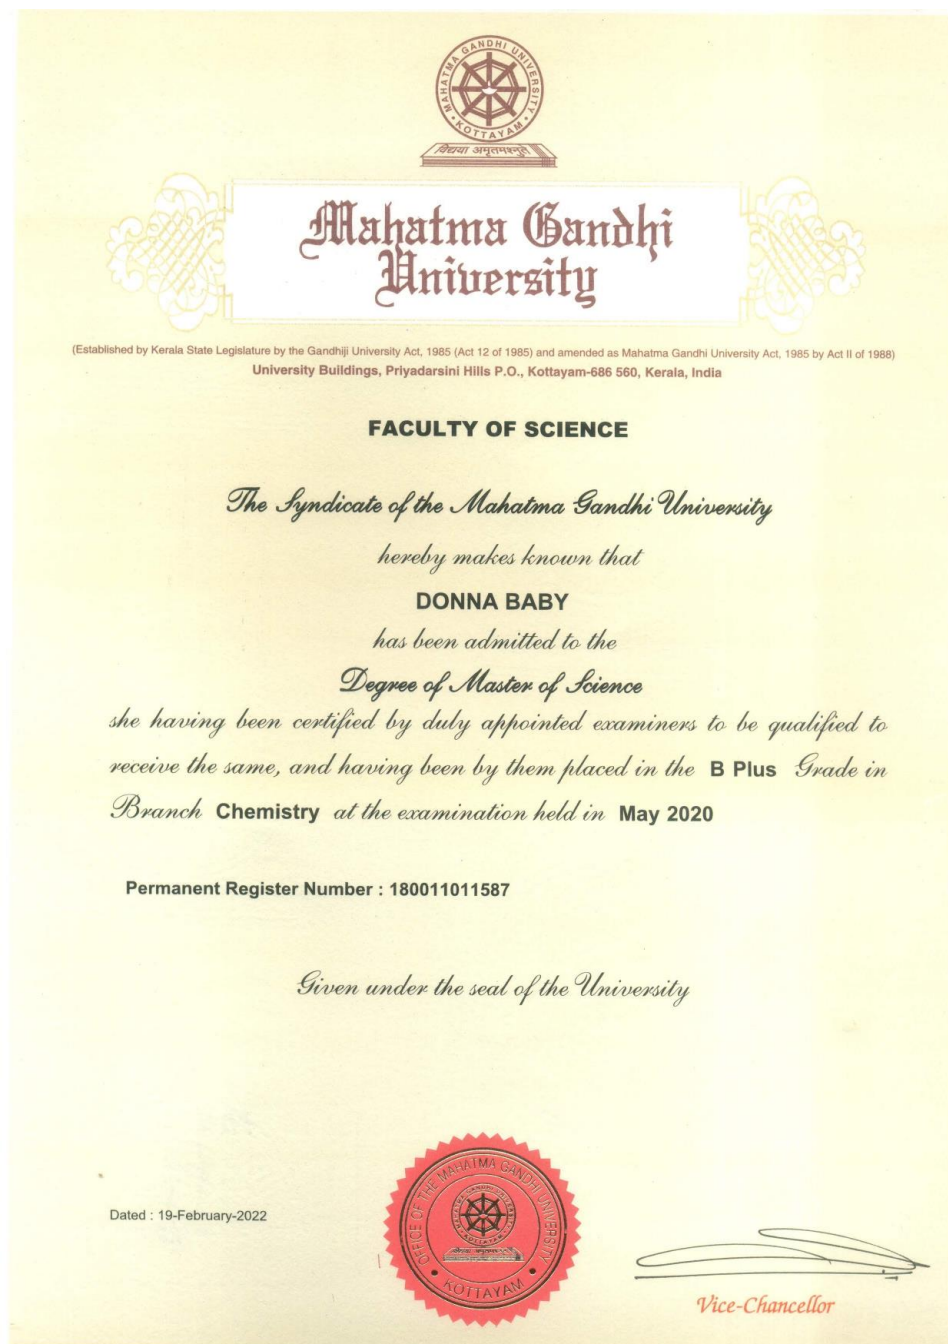 MAHATMA GANDHI UNIVERSITY
KOTTAYAM
विद्यया अमृतमश्नुते
Mahatma Gandhi
University
(Established by Kerala State Legislature by the Gandhiji University Act, 1985 (Act 12 of 1985) and amended as Mahatma Gandhi University Act, 1985 by Act II of 1988)
University Buildings, Priyadarsini Hills P.O., Kottayam-686 560, Kerala, India
FACULTY OF SCIENCE
The Syndicate of the Mahatma Gandhi University
hereby makes known that
DONNA BABY
has been admitted to the
Degree of Master of Science
she having been certified by duly appointed examiners to be qualified to
receive the same, and having been by them placed in the B Plus Grade in
Branch Chemistry at the examination held in May 2020
Permanent Register Number : 180011011587
Given under the seal of the University
OFFICE OF THE MAHATMA GANDHI UNIVERSITY
KOTTAYAM
Dated : 19-February-2022
Vice-Chancellor